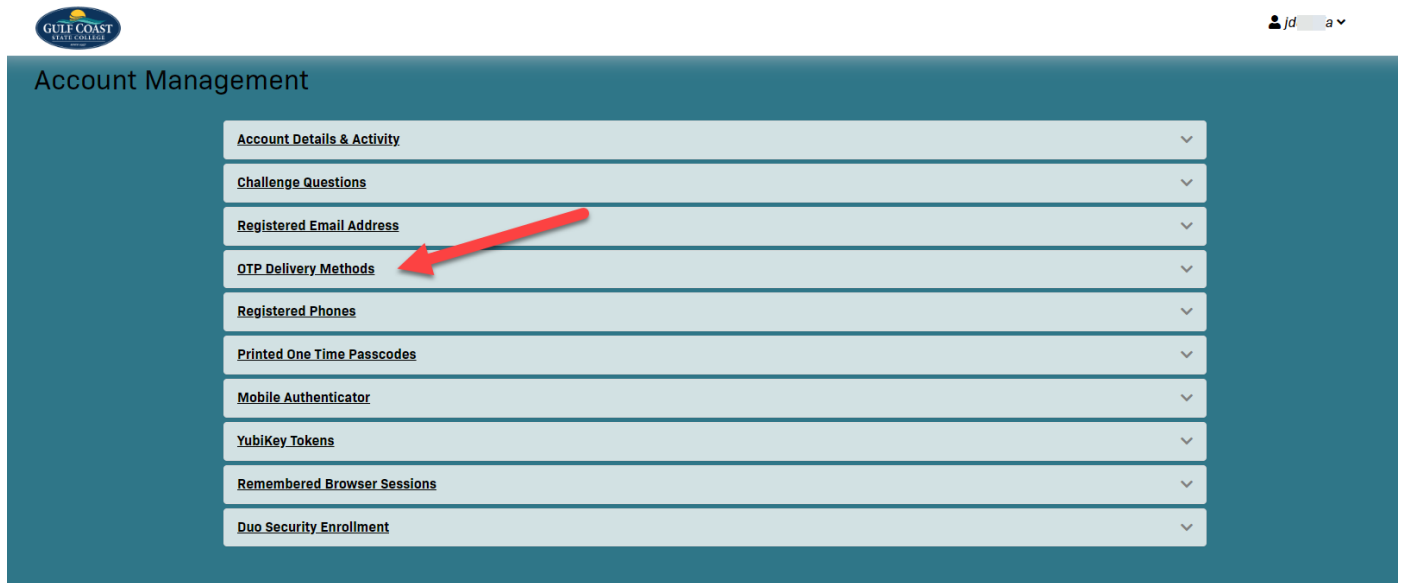 GULF COAST
STATE COLLEGE
jd a
Account Management
Account Details & Activity
Challenge Questions
Registered Email Address
OTP Delivery Methods
Registered Phones
Printed One Time Passcodes
Mobile Authenticator
YubiKey Tokens
Remembered Browser Sessions
Duo Security Enrollment